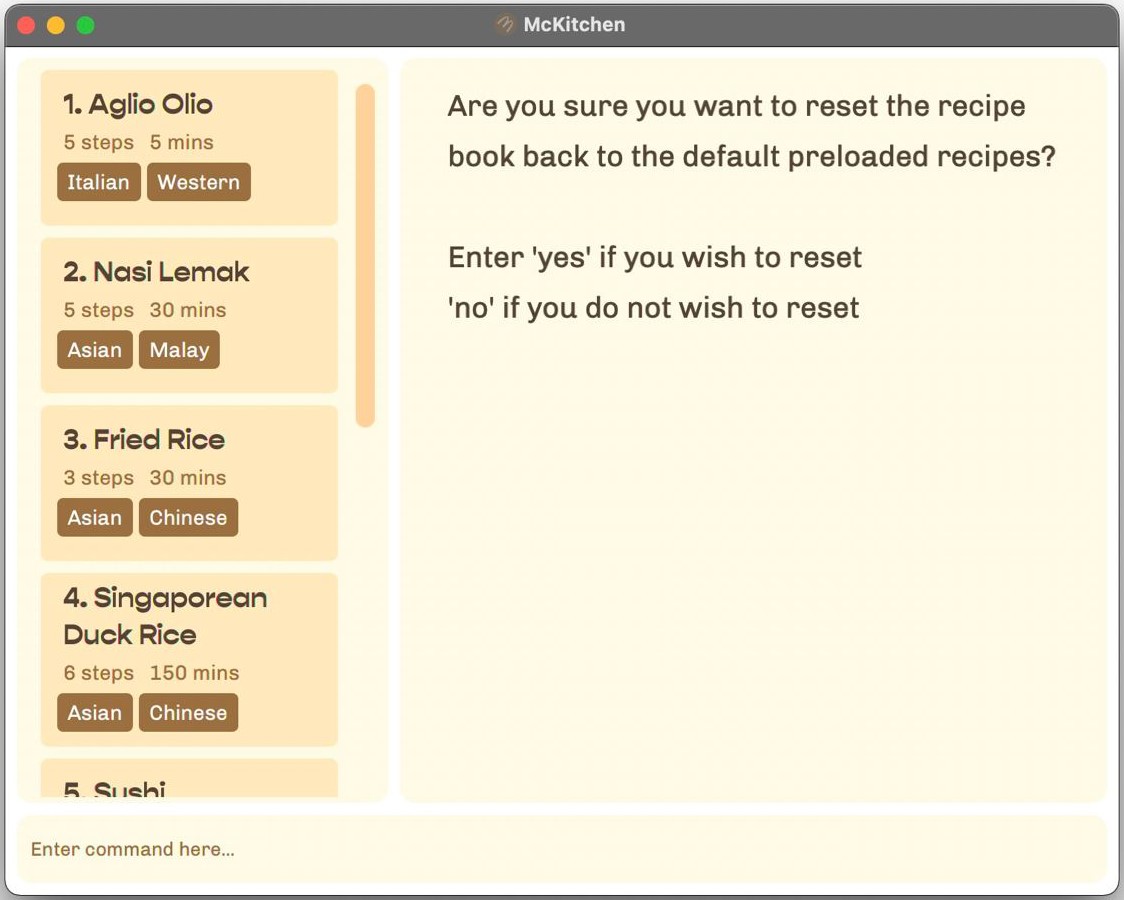 McKitchen
1. Aglio Olio
5 steps 5 mins
Italian Western
2. Nasi Lemak
5 steps 30 mins
Asian Malay
3. Fried Rice
3 steps 30 mins
Asian Chinese
4. Singaporean
Duck Rice
6 steps 150 mins
Asian Chinese
5. Sushi
Are you sure you want to reset the recipe
book back to the default preloaded recipes?
Enter 'yes' if you wish to reset
'no' if you do not wish to reset
Enter command here...